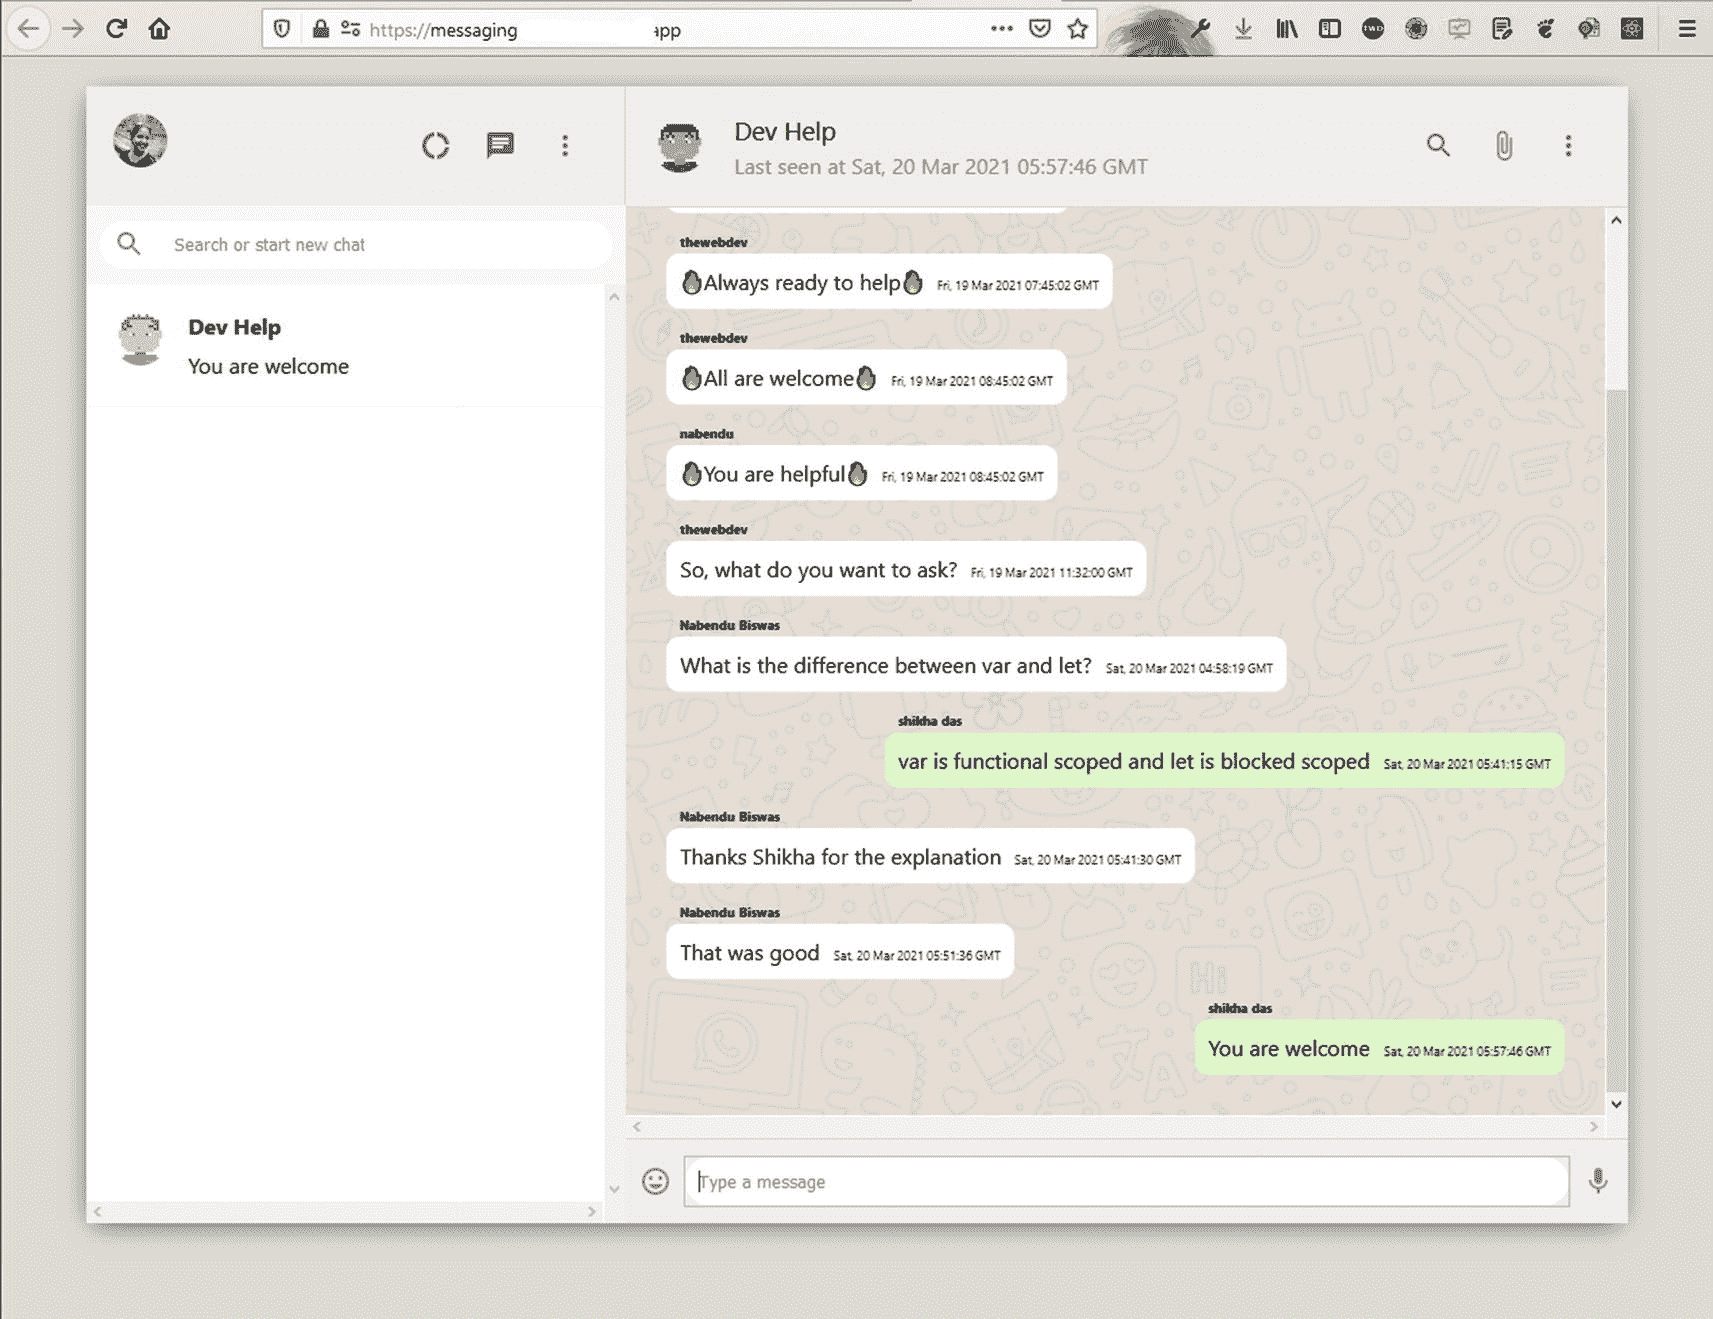 https://messaging
app
Dev Help
Last seen at Sat, 20 Mar 2021 05:57:46 GMT
Search or start new chat
Dev Help
You are welcome
thewebdev
Always ready to help Fri, 19 Mar 2021 07:45:02 GMT
thewebdev
All are welcome Fri, 19 Mar 2021 08:45:02 GMT
nabendu
You are helpful Fri, 19 Mar 2021 08:45:02 GMT
thewebdev
So, what do you want to ask? Fri, 19 Mar 2021 11:32:00 GMT
Nabendu Biswas
What is the difference between var and let? Sat, 20 Mar 2021 04:58:19 GMT
shikha das
var is functional scoped and let is blocked scoped Sat, 20 Mar 2021 05:41:15 GMT
Nabendu Biswas
Thanks Shikha for the explanation Sat, 20 Mar 2021 05:41:30 GMT
Nabendu Biswas
That was good Sat, 20 Mar 2021 05:51:36 GMT
Hi
shikha das
You are welcome Sat, 20 Mar 2021 05:57:46 GMT
Type a message